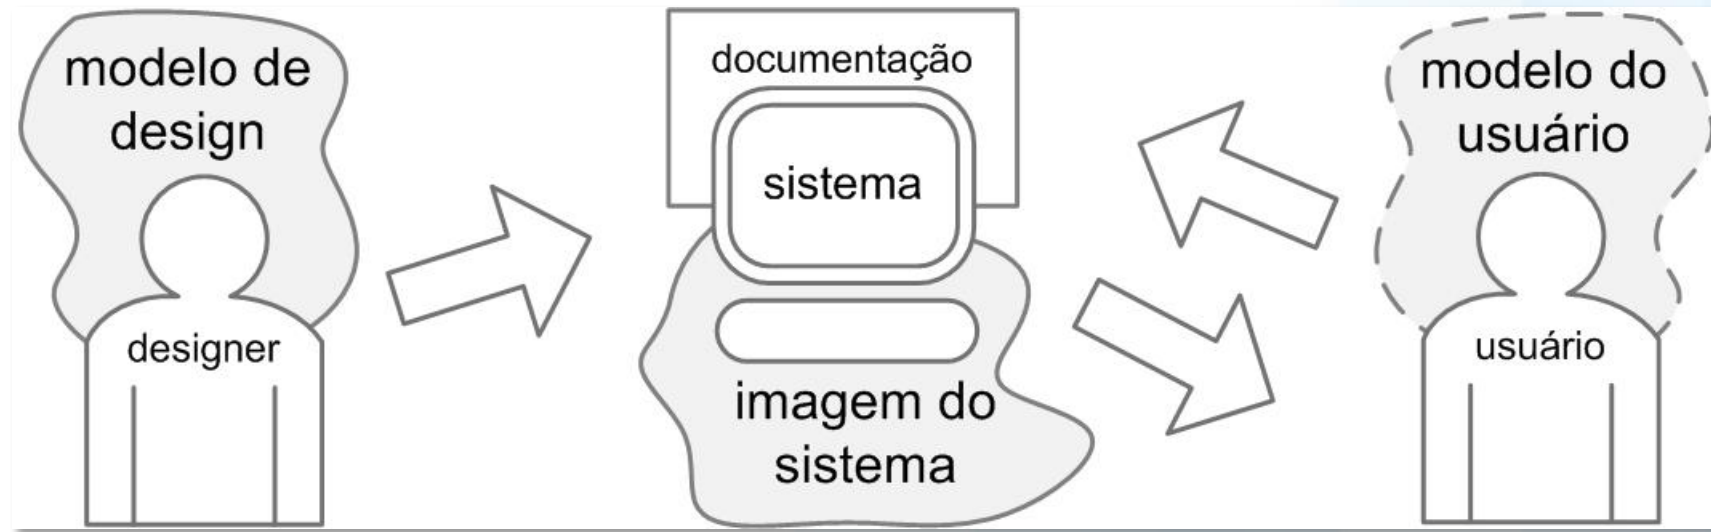 modelo de
design
designer
documentação
sistema
imagem do
sistema
modelo do
usuário
usuário